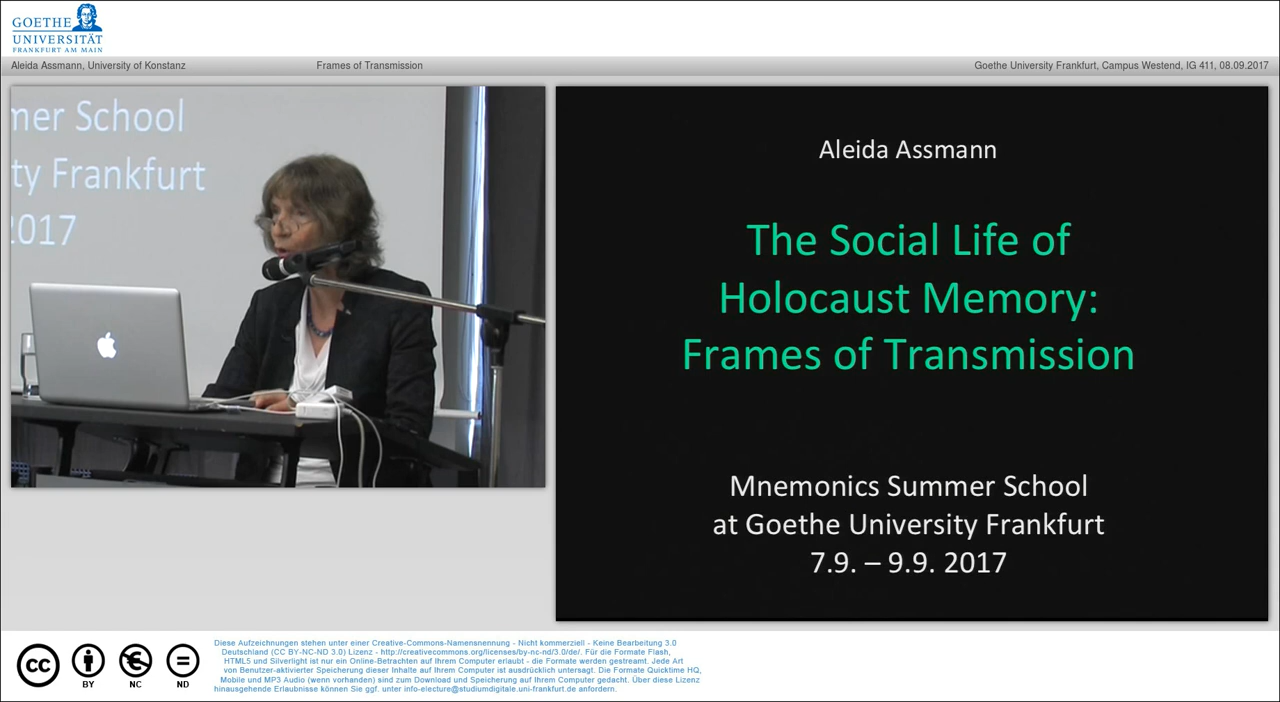 GOETHE
UNIVERSITÄT
FRANKFURT AM MAIN
Aleida Assmann, University of Konstanz
Frames of Transmission
Goethe University Frankfurt, Campus Westend, IG 411, 08.09.2017
mer School
ty Frankfurt
2017
Aleida Assmann
The Social Life of
Holocaust Memory:
Frames of Transmission
Mnemonics Summer School
at Goethe University Frankfurt
7.9. – 9.9. 2017
cc
BY
NC
ND
Diese Aufzeichnungen stehen unter einer Creative-Commons-Namensnennung - Nicht kommerziell - Keine Bearbeitung 3.0
Deutschland (CC BY-NC-ND 3.0) Lizenz - http://creativecommons.org/licenses/by-nc-nd/3.0/de/. Für die Formate Flash,
HTML5 und Silverlight ist nur ein Online-Betrachten auf Ihrem Computer erlaubt - die Formate werden gestreamt. Jede Art
von Benutzer-aktivierter Speicherung dieser Inhalte auf Ihrem Computer ist ausdrücklich untersagt. Die Formate Quicktime HQ,
Mobile und MP3 Audio (wenn vorhanden) sind zum Download und Speicherung auf Ihrem Computer gedacht. Über diese Lizenz
hinausgehende Erlaubnisse können Sie ggf. unter info-electure@studiumdigitale.uni-frankfurt.de anfordern.